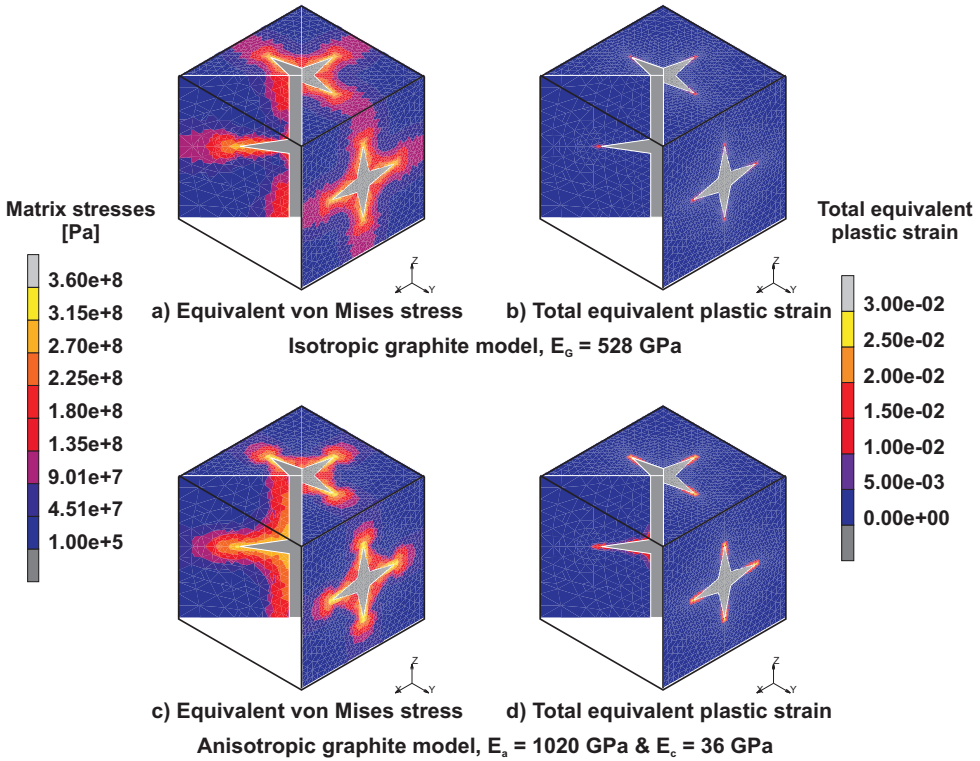 Matrix stresses
[Pa]
3.60e+8
3.15e+8
2.70e+8
2.25e+8
1.80e+8
1.35e+8
9.01e+7
4.51e+7
1.00e+5
Z
X Y
Z
X Y
a) Equivalent von Mises stress
b) Total equivalent plastic strain
Isotropic graphite model, E_G = 528 GPa
Total equivalent
plastic strain
3.00e-02
2.50e-02
2.00e-02
1.50e-02
1.00e-02
5.00e-03
0.00e+00
Z
X Y
Z
X Y
c) Equivalent von Mises stress
d) Total equivalent plastic strain
Anisotropic graphite model, E_a = 1020 GPa & E_c = 36 GPa